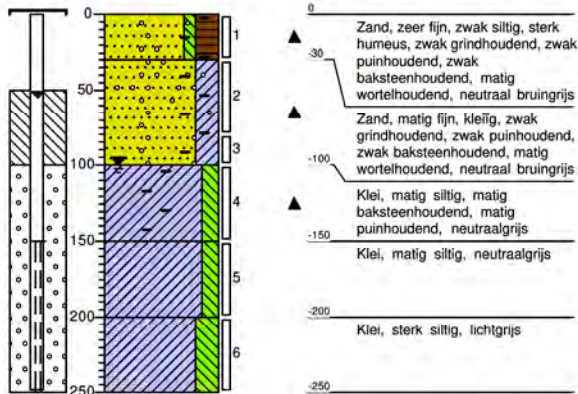 0
50
100
150
200
250
1
2
3
4
5
6
0
Zand, zeer fijn, zwak siltig, sterk
humeus, zwak grindhoudend, zwak
puinhoudend, zwak
baksteenhoudend, matig
wortelhoudend, neutraal bruingrijs
-30
Zand, matig fijn, kleiïg, zwak
grindhoudend, zwak puinhoudend,
zwak baksteenhoudend, matig
wortelhoudend, neutraal bruingrijs
-100
Klei, matig siltig, matig
baksteenhoudend, matig
puinhoudend, neutraalgrijs
-150
Klei, matig siltig, neutraalgrijs
-200
Klei, sterk siltig, lichtgrijs
-250